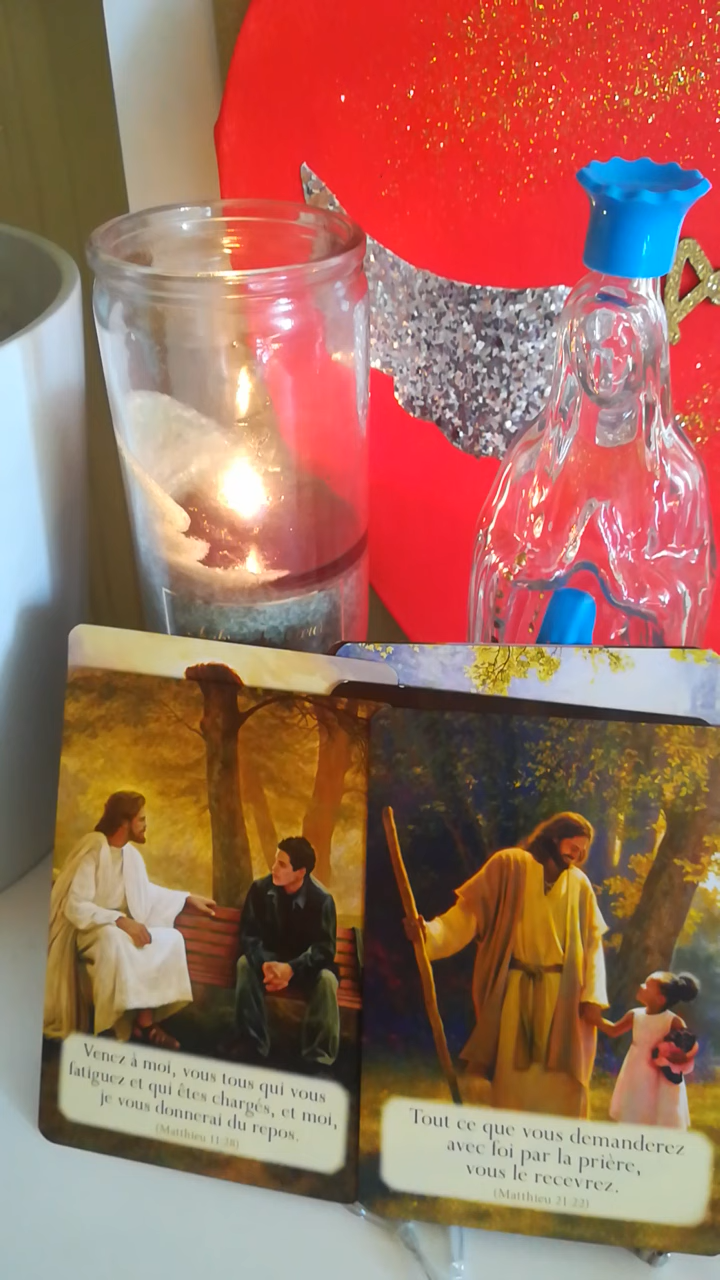 Venez à moi, vous tous qui vous
fatiguez et qui êtes chargés, et moi,
je vous donnerai du repos.
(Matthieu 11:28)
Tout ce que vous demanderez
avec foi par la prière,
vous le recevrez.
(Matthieu 21:22)